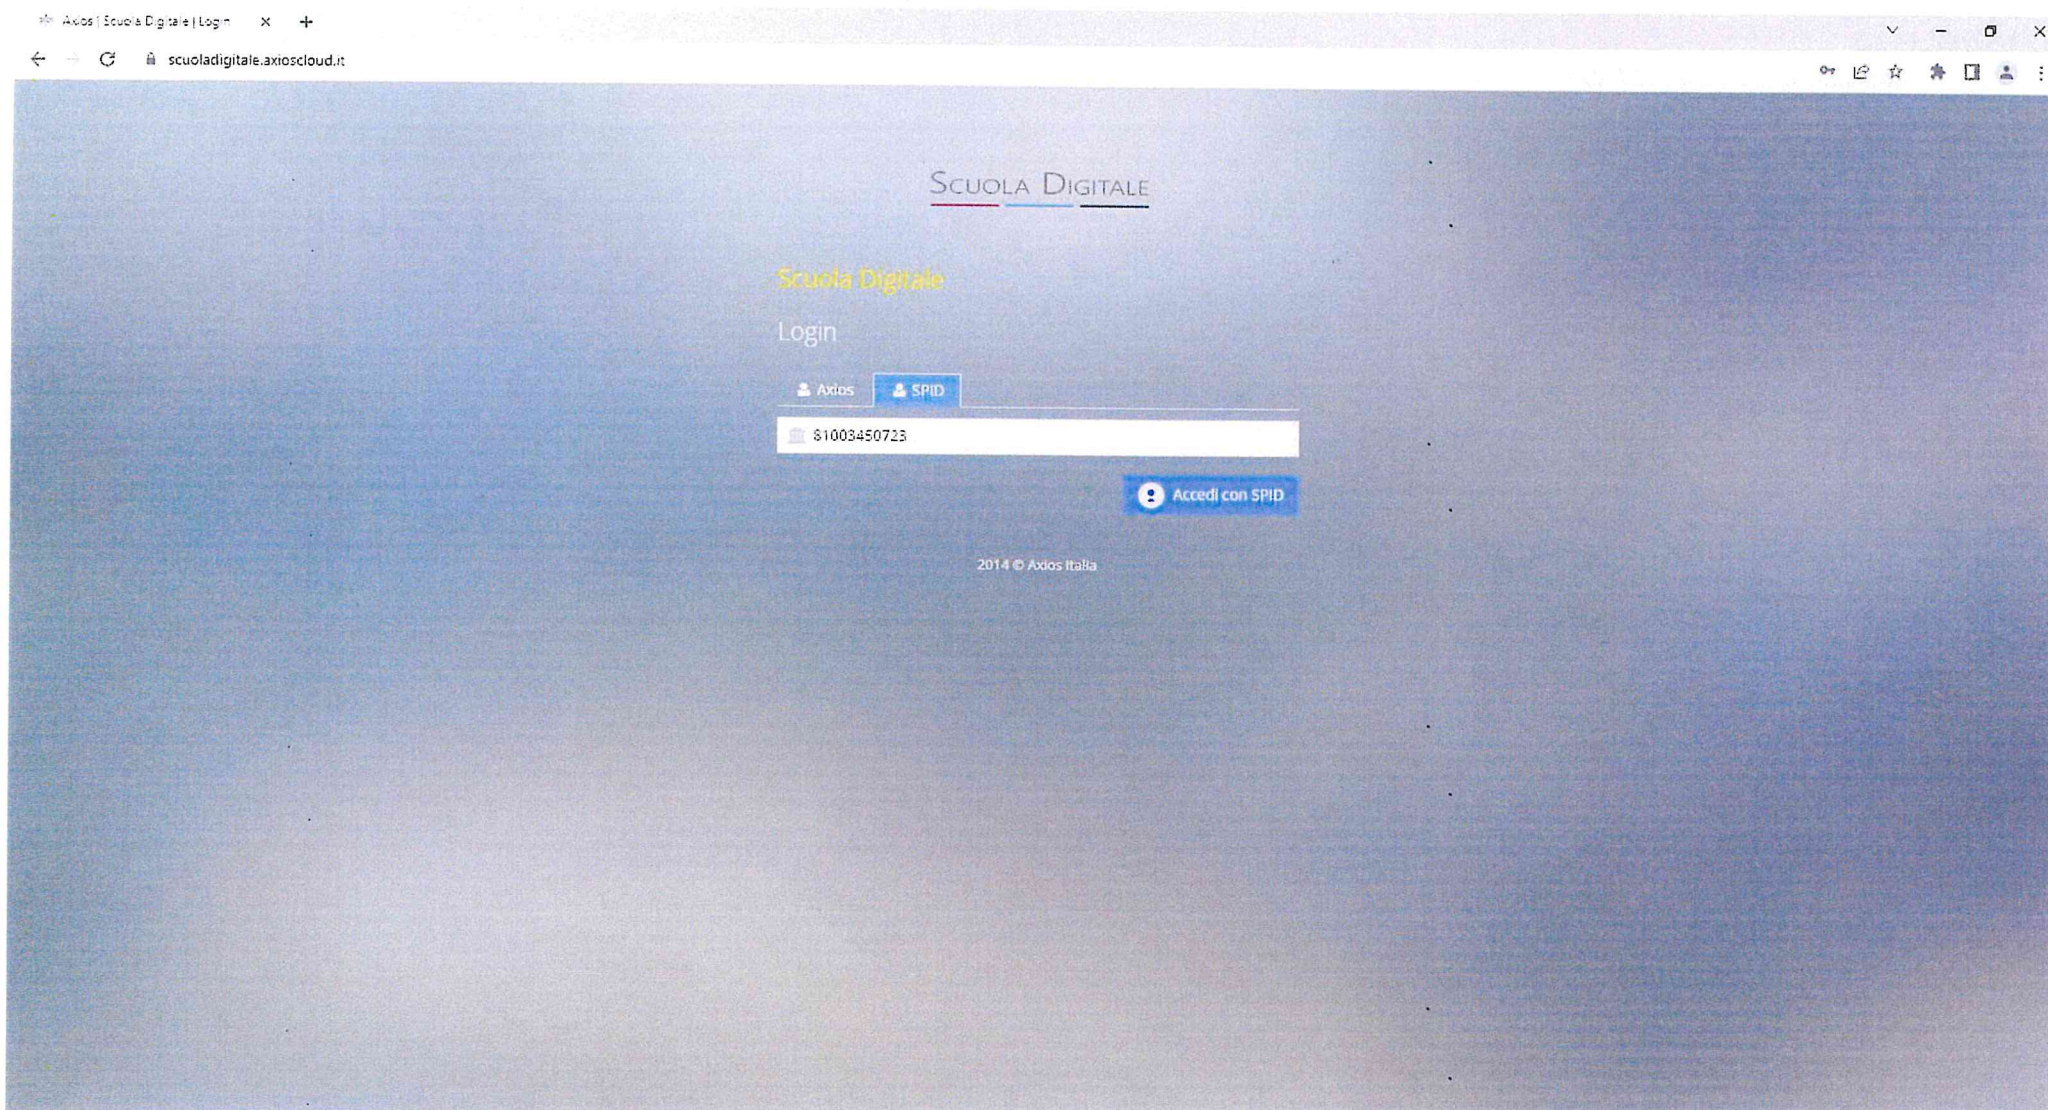 Axios | Scuola Digitale | Login
scuoladigitale.axioscloud.it
SCUOLA DIGITALE
Scuola Digitale
Login
Axios SPID
81003450723
Accedi con SPID
2014 © Axios Italia